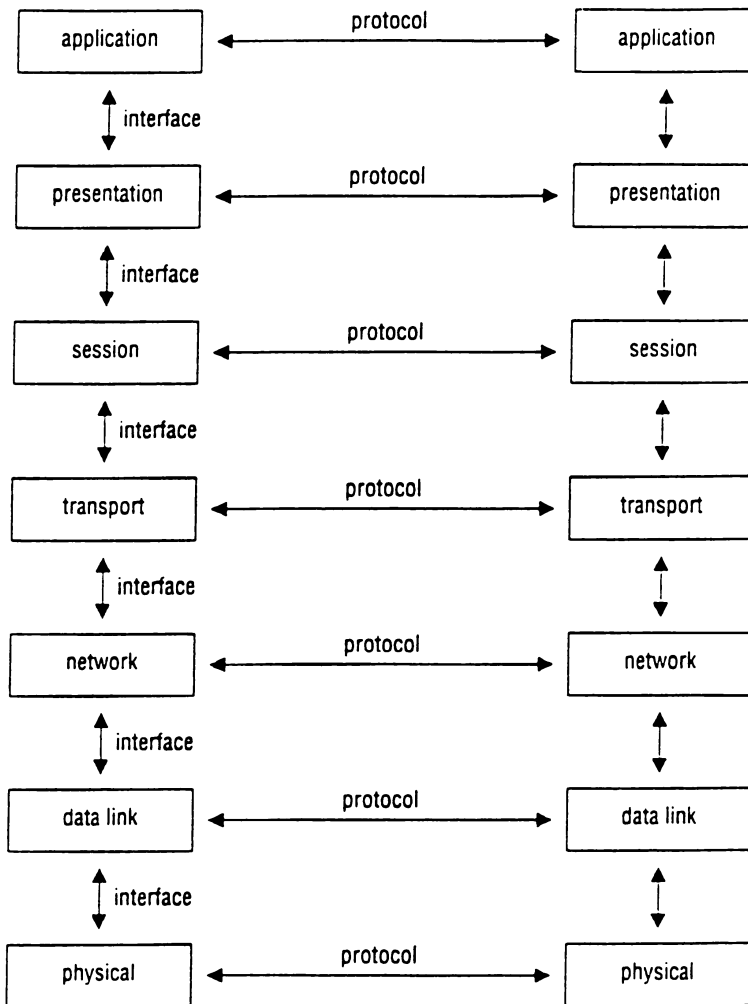 protocol
application application
interface
protocol
presentation presentation
interface
protocol
session session
interface
protocol
transport transport
interface
protocol
network network
interface
protocol
data link data link
interface
protocol
physical physical